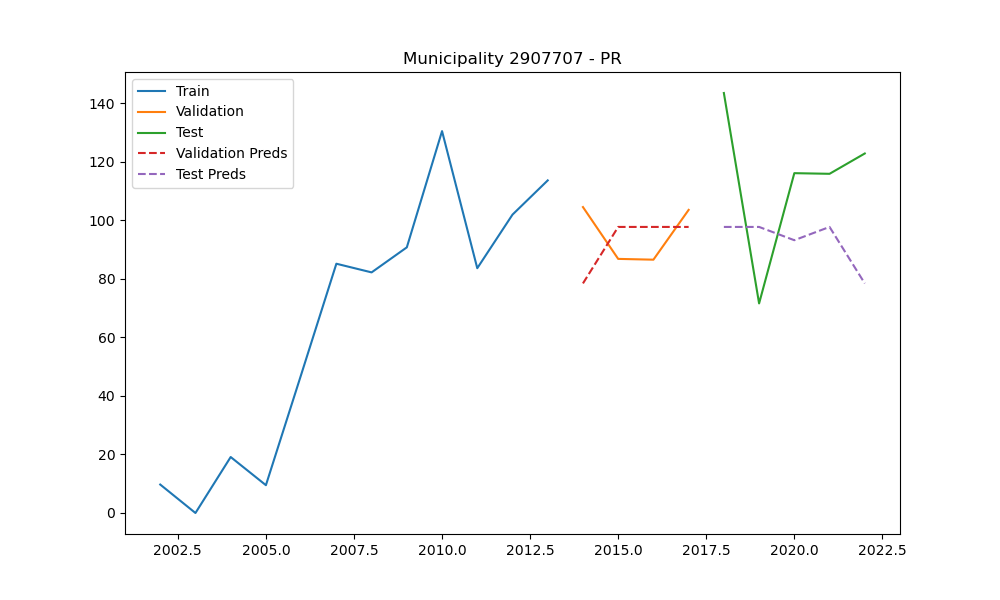 Municipality 2907707 - PR
Train
Validation
Test
Validation Preds
Test Preds
140
120
100
80
60
40
20
0
2002.5 2005.0 2007.5 2010.0 2012.5 2015.0 2017.5 2020.0 2022.5